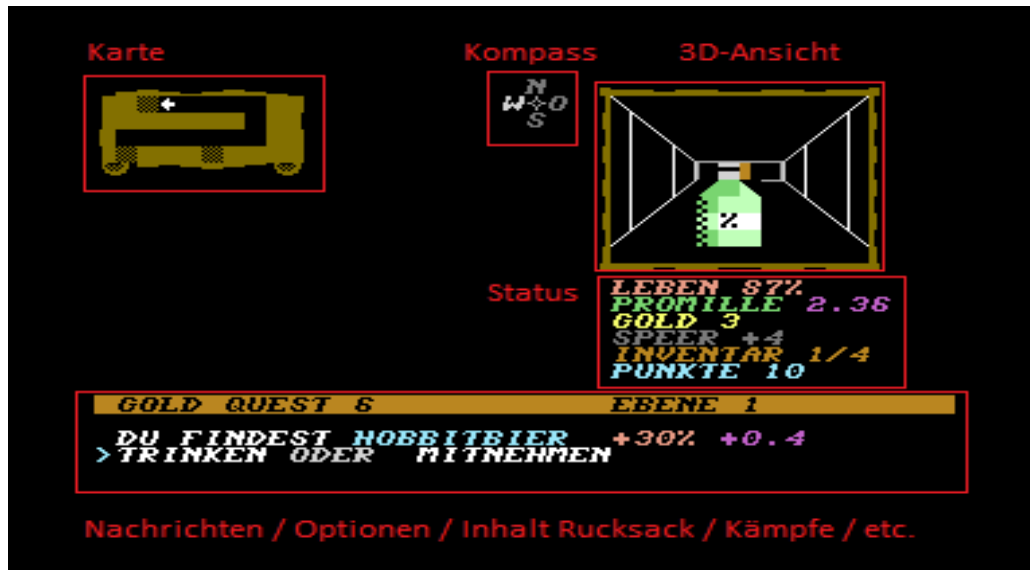 Karte
Kompass
3D-Ansicht
N
W O
S
%
Status
LEBEN 87%
PROMILLE 2.36
GOLD 3
SPEER +4
INVENTAR 1/4
PUNKTE 10
GOLD QUEST 6 EBENE 1
DU FINDEST HOBBITBIER +30% +0.4
>TRINKEN ODER MITNEHMEN
Nachrichten / Optionen / Inhalt Rucksack / Kämpfe / etc.